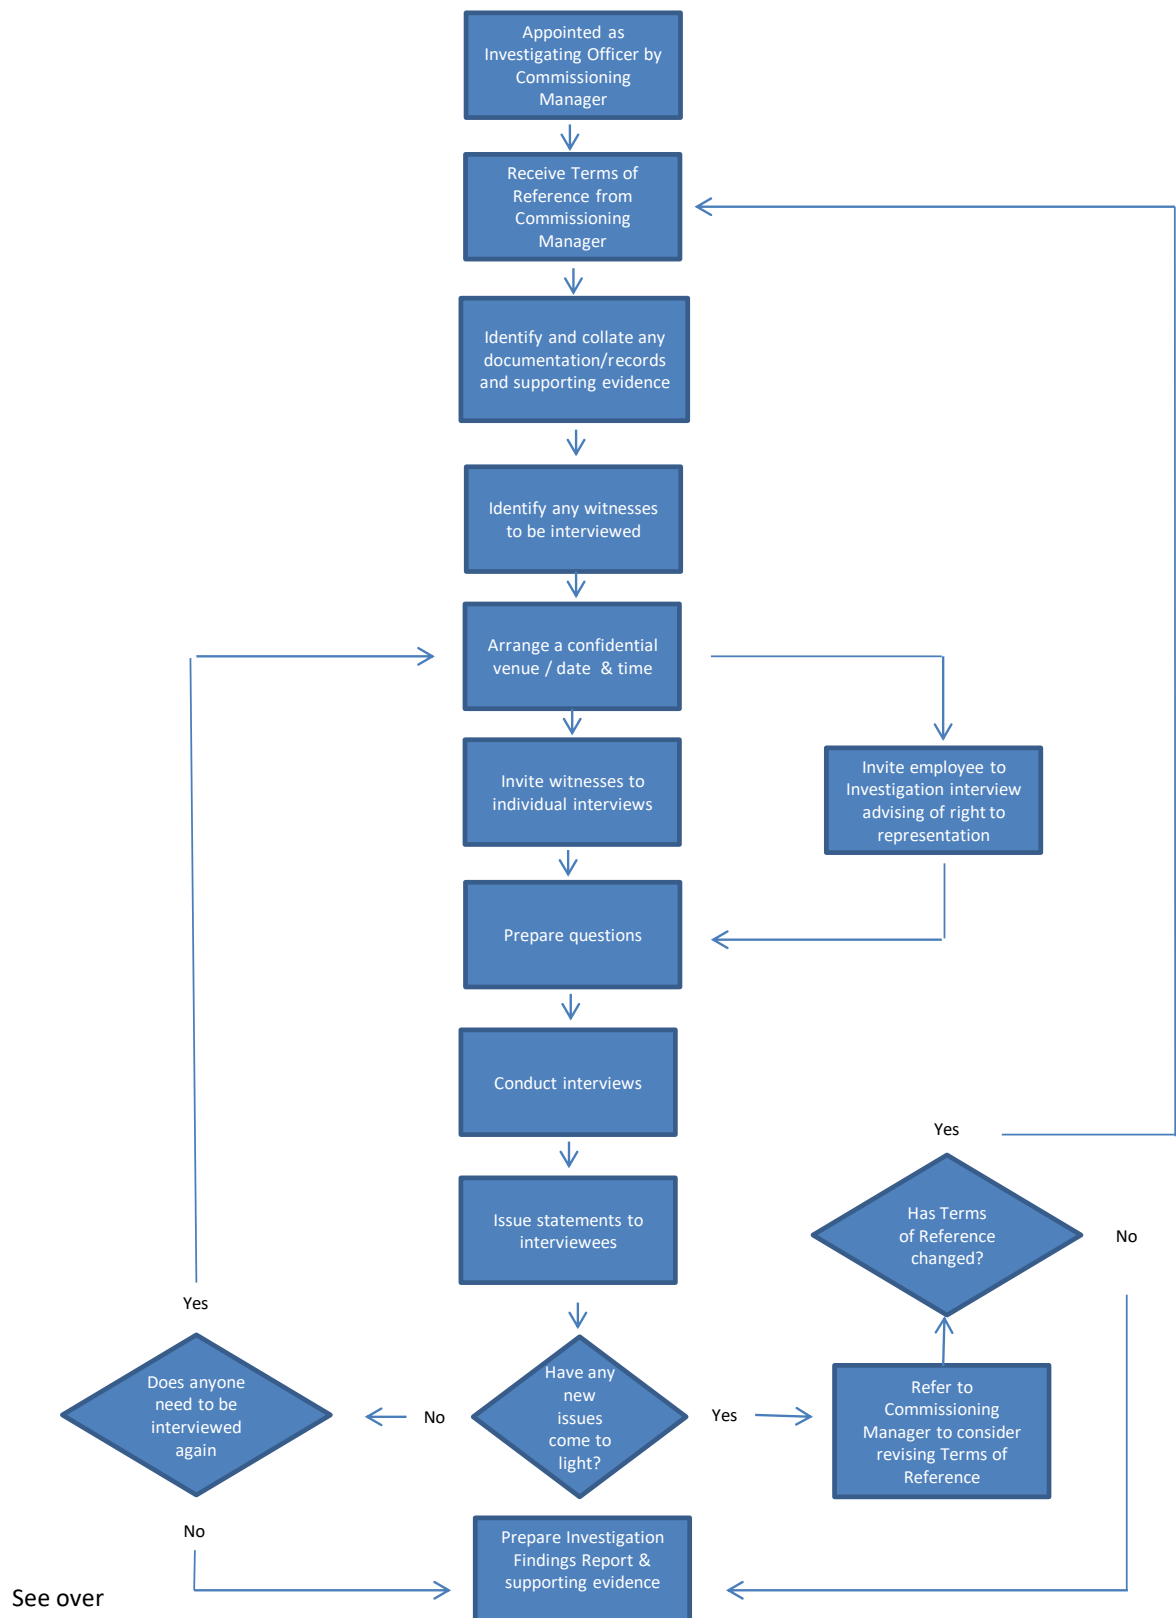 Appointed as
Investigating Officer by
Commissioning
Manager
Receive Terms of
Reference from
Commissioning
Manager
Identify and collate any
documentation/records
and supporting evidence
Identify any witnesses
to be interviewed
Arrange a confidential
venue / date & time
Invite witnesses to
individual interviews
Invite employee to
Investigation interview
advising of right to
representation
Prepare questions
Conduct interviews
Issue statements to
interviewees
Yes
Has Terms
of Reference
changed?
No
Yes
Does anyone
need to be
interviewed
again
No
Have any
new
issues
come to
light?
Yes
Refer to
Commissioning
Manager to consider
revising Terms of
Reference
No
Prepare Investigation
Findings Report &
supporting evidence
See over